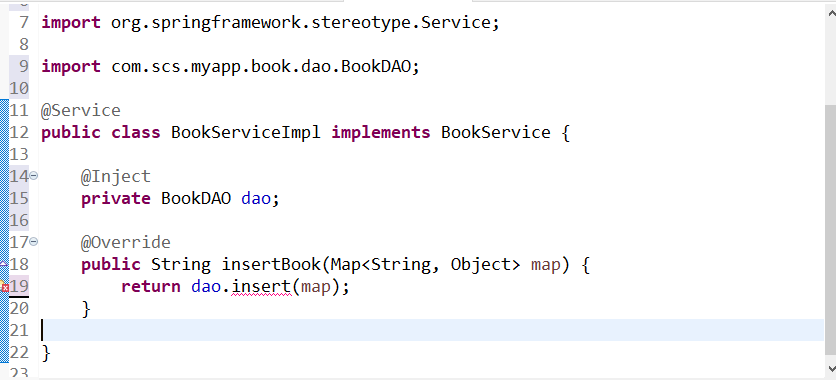 7 import org.springframework.stereotype.Service;
8
9 import com.scs.myapp.book.dao.BookDAO;
10
11 @Service
12 public class BookServiceImpl implements BookService {
13
14 @Inject
15 private BookDAO dao;
16
17 @Override
18 public String insertBook(Map<String, Object> map) {
19 return dao.insert(map);
20 }
21
22 }
23